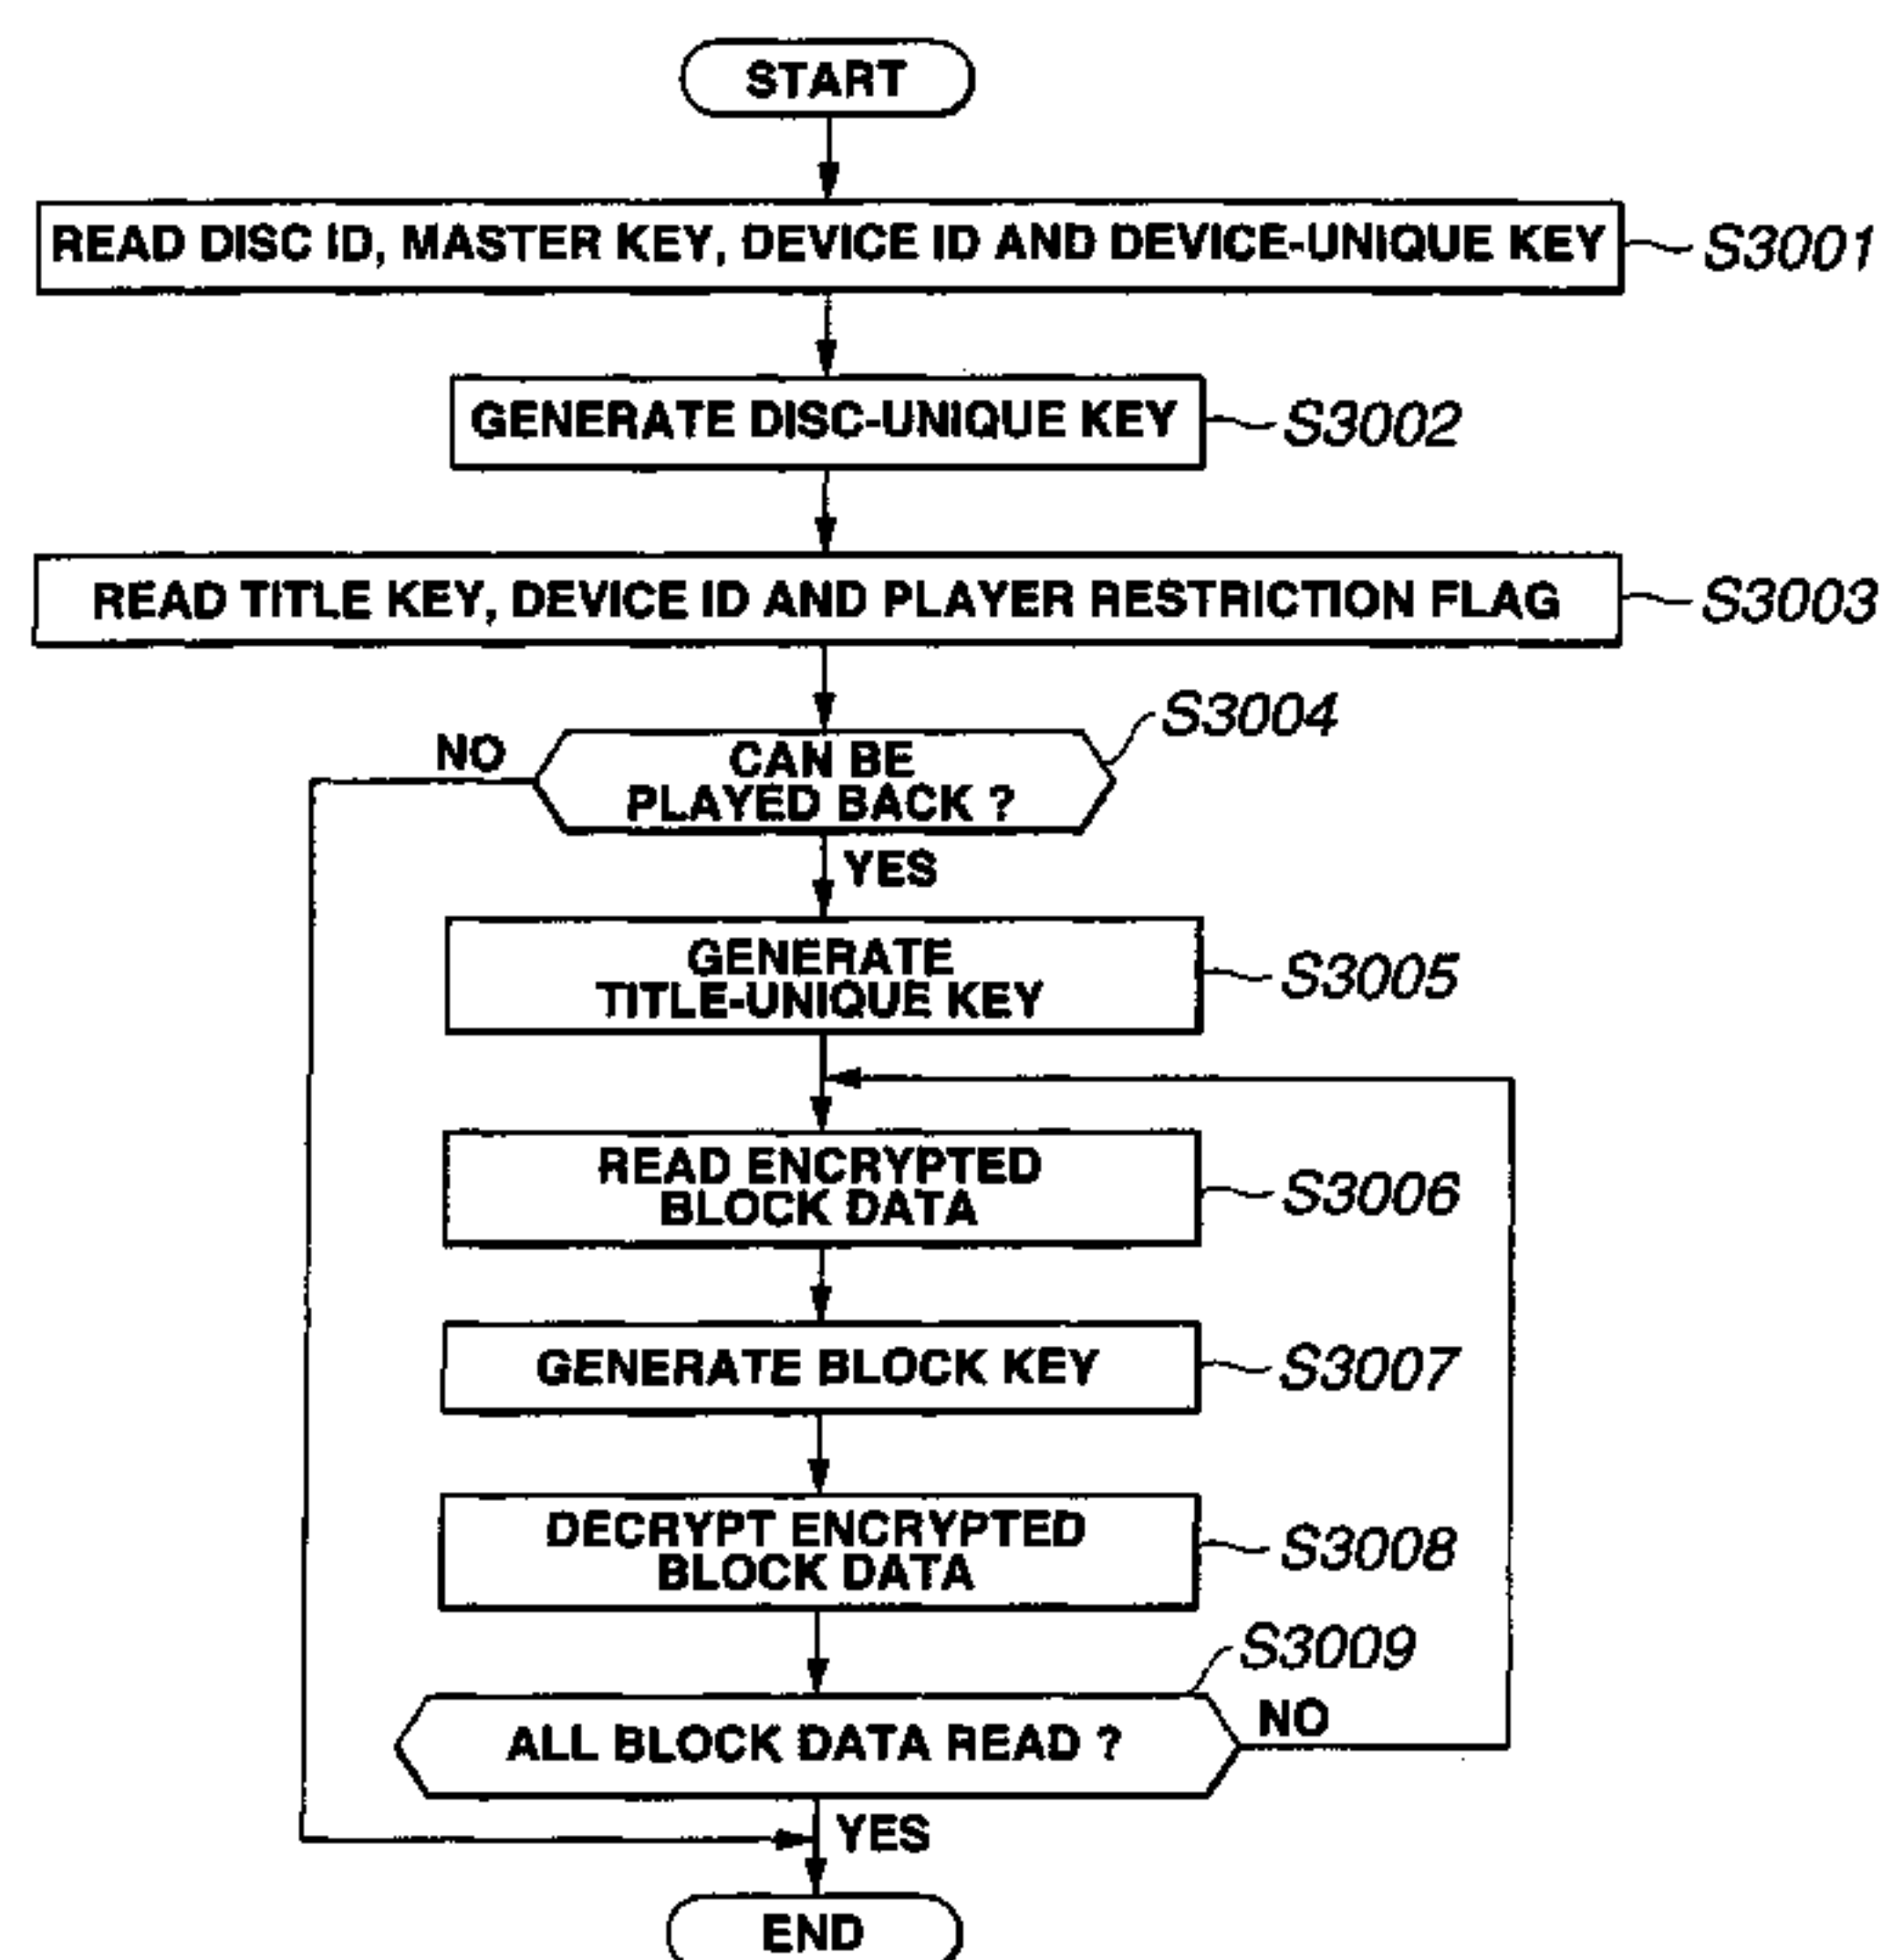 START
READ DISC ID, MASTER KEY, DEVICE ID AND DEVICE-UNIQUE KEY
S3001
GENERATE DISC-UNIQUE KEY
S3002
READ TITLE KEY, DEVICE ID AND PLAYER RESTRICTION FLAG
S3003
S3004
NO
CAN BE
PLAYED BACK ?
YES
GENERATE
TITLE-UNIQUE KEY
S3005
READ ENCRYPTED
BLOCK DATA
S3006
GENERATE BLOCK KEY
S3007
DECRYPT ENCRYPTED
BLOCK DATA
S3008
S3009
ALL BLOCK DATA READ ?
NO
YES
END